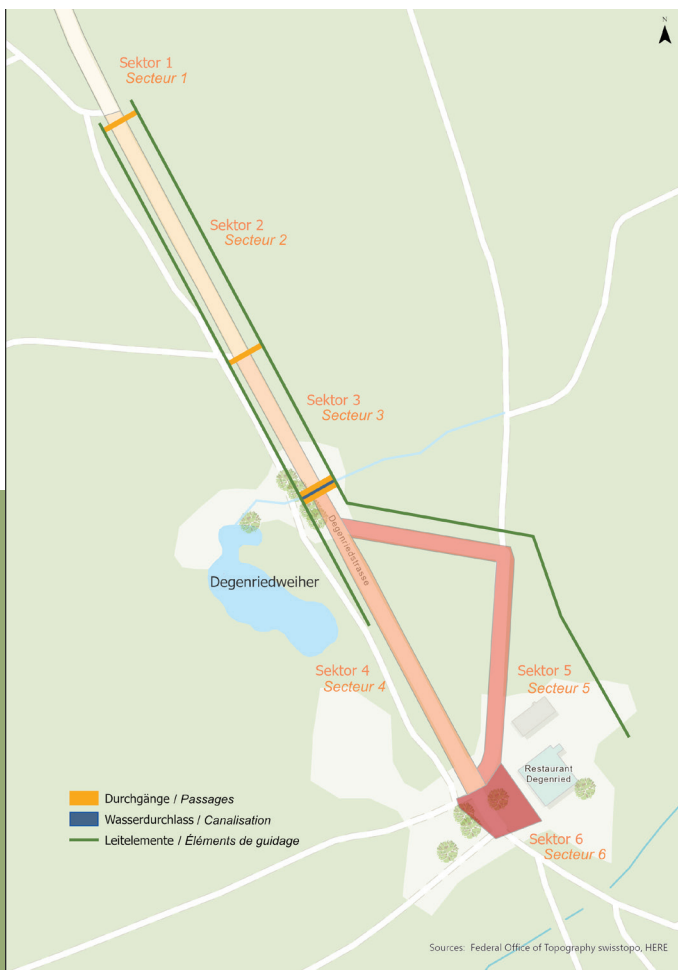 N
Sektor 1
Secteur 1
Sektor 2
Secteur 2
Sektor 3
Secteur 3
Degenriedstrasse
Degenriedweiher
Sektor 4
Secteur 4
Sektor 5
Secteur 5
Restaurant
Degenried
Durchgänge / Passages
Wasserdurchlass / Canalisation
Leitelemente / Éléments de guidage
Sektor 6
Secteur 6
Sources: Federal Office of Topography swisstopo, HERE